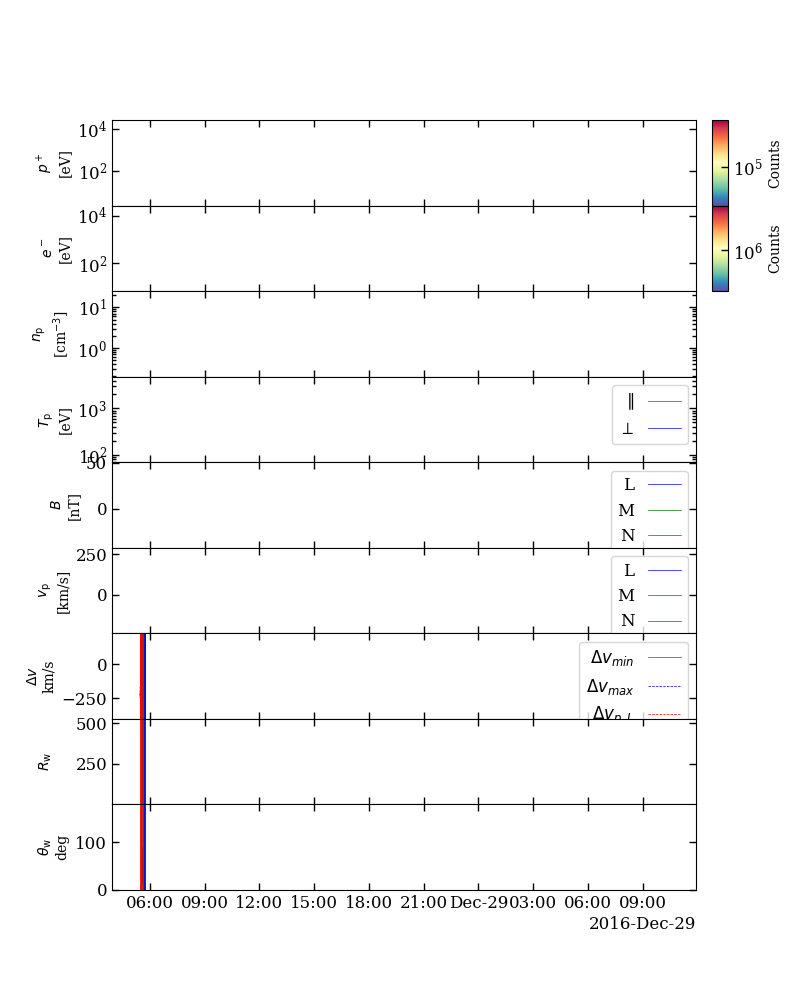 10⁴
10²
p⁺
[eV]
10⁵
Counts
10⁴
10²
e⁻
[eV]
10⁶
Counts
10¹
10⁰
nₚ
[cm⁻³]
10³
10²
Tₚ
[eV]
∥
⊥
50
0
B
[nT]
L
M
N
250
0
vₚ
[km/s]
L
M
N
0
−250
Δv
km/s
Δv_min
Δv_max
500
250
R_w
100
0
θ_w
deg
06:00 09:00 12:00 15:00 18:00 21:00 Dec-29 03:00 06:00 09:00
2016-Dec-29